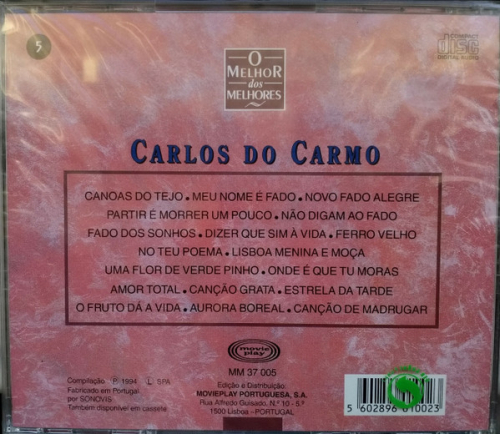 5
O
MELHOR
dos
MELHORES
COMPACT
disc
DIGITAL AUDIO
CARLOS DO CARMO
CANOAS DO TEJO • MEU NOME É FADO • NOVO FADO ALEGRE
PARTIR É MORRER UM POUCO • NÃO DIGAM AO FADO
FADO DOS SONHOS • DIZER QUE SIM À VIDA • FERRO VELHO
NO TEU POEMA • LISBOA MENINA E MOÇA
UMA FLOR DE VERDE PINHO • ONDE É QUE TU MORAS
AMOR TOTAL • CANÇÃO GRATA • ESTRELA DA TARDE
O FRUTO DÁ A VIDA • AURORA BOREAL • CANÇÃO DE MADRUGAR
movie
play
MM 37 005
Compilação Ⓟ 1994 SPA
Fabricado em Portugal
por SONOVIS
Também disponível em cassete
Edição e Distribuição:
MOVIEPLAY PORTUGUESA, S.A.
Rua Alfredo Guisado, N.º 10 - 5.º
1500 Lisboa - PORTUGAL
5 602896 010023